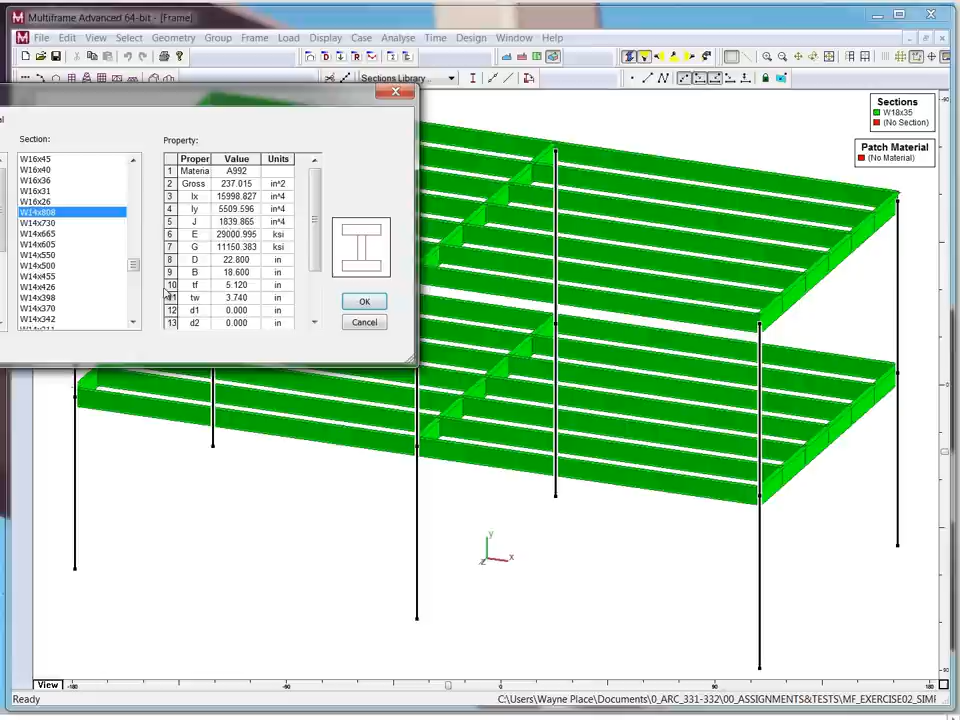 Multiframe Advanced 64-bit - [Frame]
File Edit View Select Geometry Group Frame Load Display Case Analyse Time Design Window Help
Sections Library...
Section:
Property:
W16x45
W16x40
W16x36
W16x31
W16x26
W14x808
W14x730
W14x665
W14x605
W14x550
W14x500
W14x455
W14x426
W14x398
W14x370
W14x342
W14x311
Proper Value Units
1 Materia A992
2 Gross 237.015 in^2
3 Ix 15998.827 in^4
4 Iy 5509.596 in^4
5 J 1839.865 in^4
6 E 29000.995 ksi
7 G 11150.383 ksi
8 D 22.800 in
9 B 18.600 in
10 tf 5.120 in
11 tw 3.740 in
12 d1 0.000 in
13 d2 0.000 in
OK
Cancel
Sections
W18x35
(No Section)
Patch Material
(No Material)
y
x
z
View
-180 -90 0 90 180
Ready
C:\Users\Wayne Place\Documents\0_ARC_331-332\00_ASSIGNMENTS&TESTS\MF_EXERCISE02_SIMF